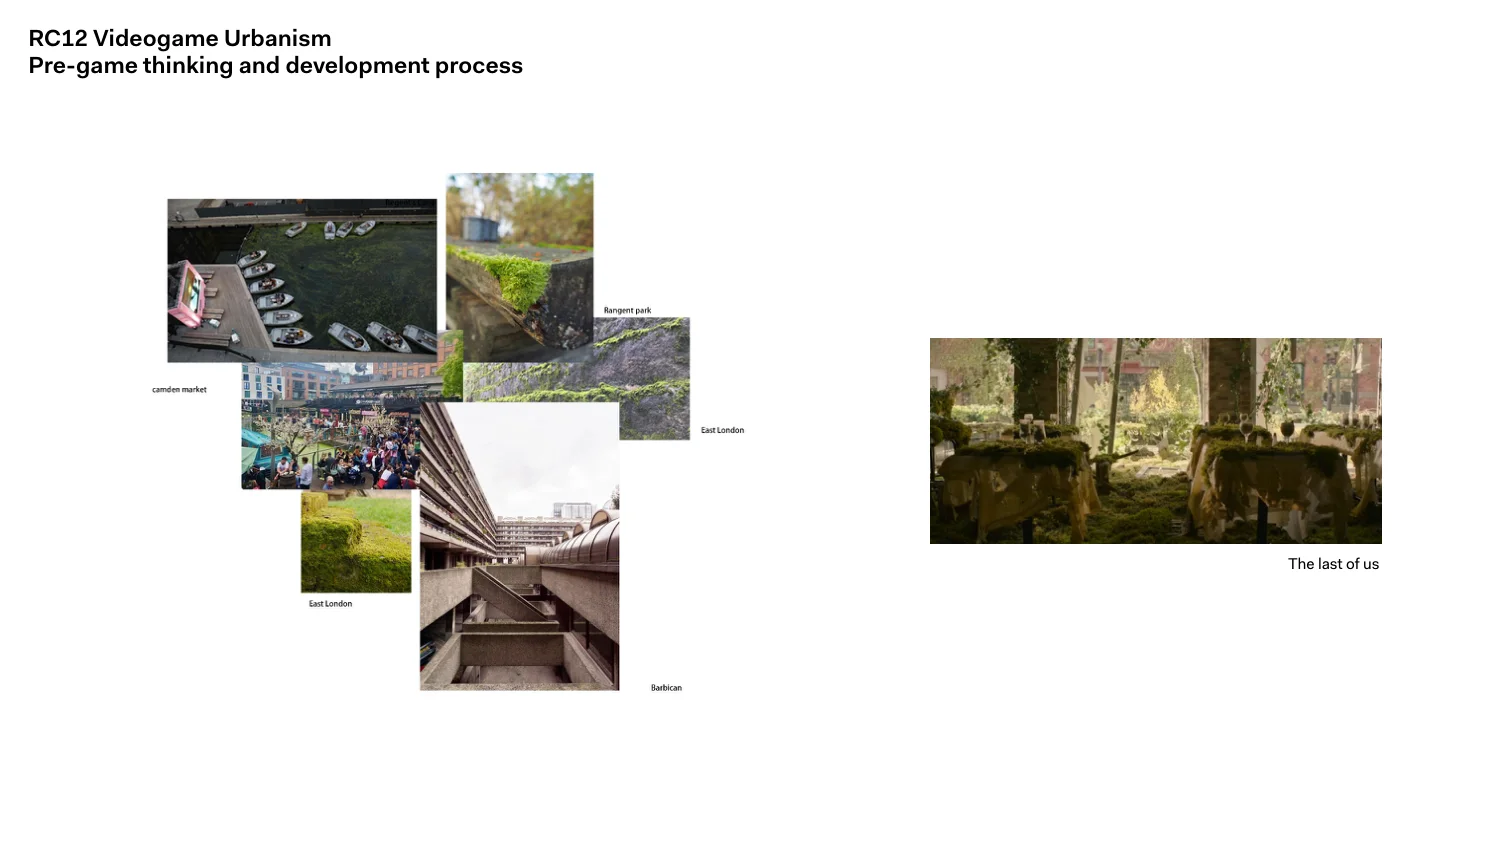 RC12 Videogame Urbanism
Pre-game thinking and development process
Rangent park
camden market
East London
The last of us
East London
Barbican